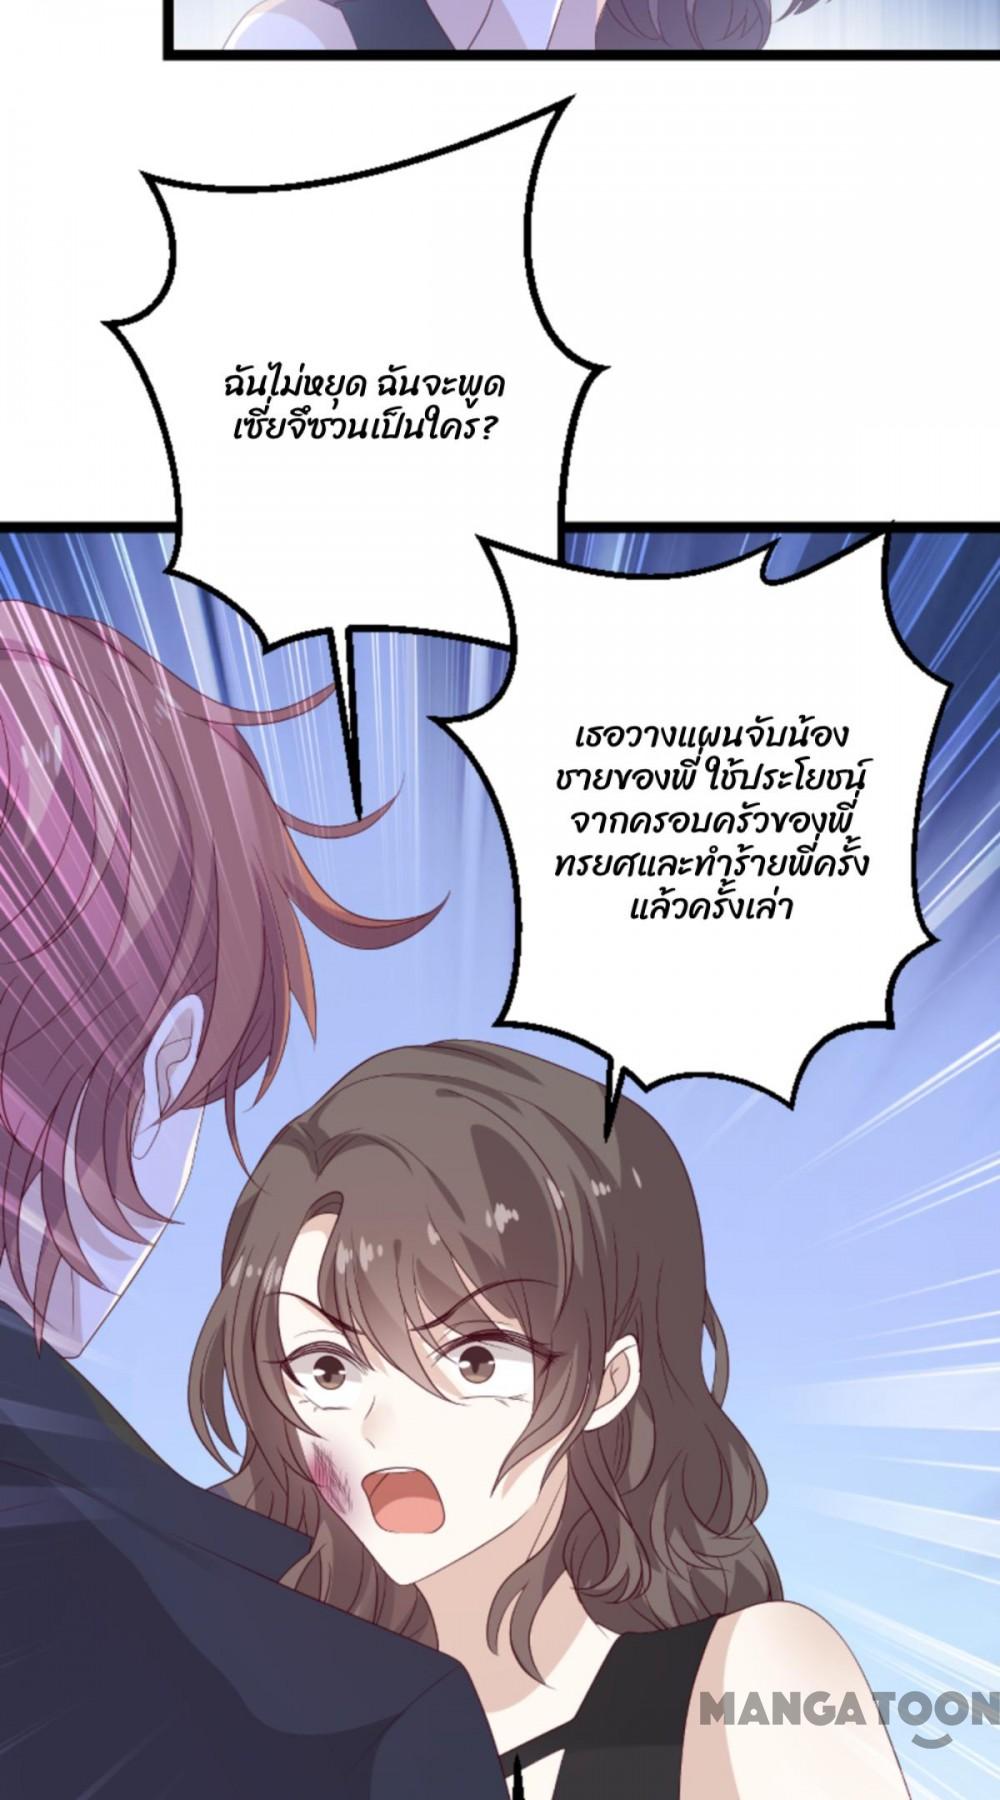 ฉันไม่หยุด ฉันจะพูด
เซี่ยจึซวนเป็นใคร?
เธอวางแผนจับน้อง
ชายของพี่ ใช้ประโยชน์
จากครอบครัวของพี่
ทรยศและทำร้ายพี่ครั้ง
แล้วครั้งเล่า
MANGATOON